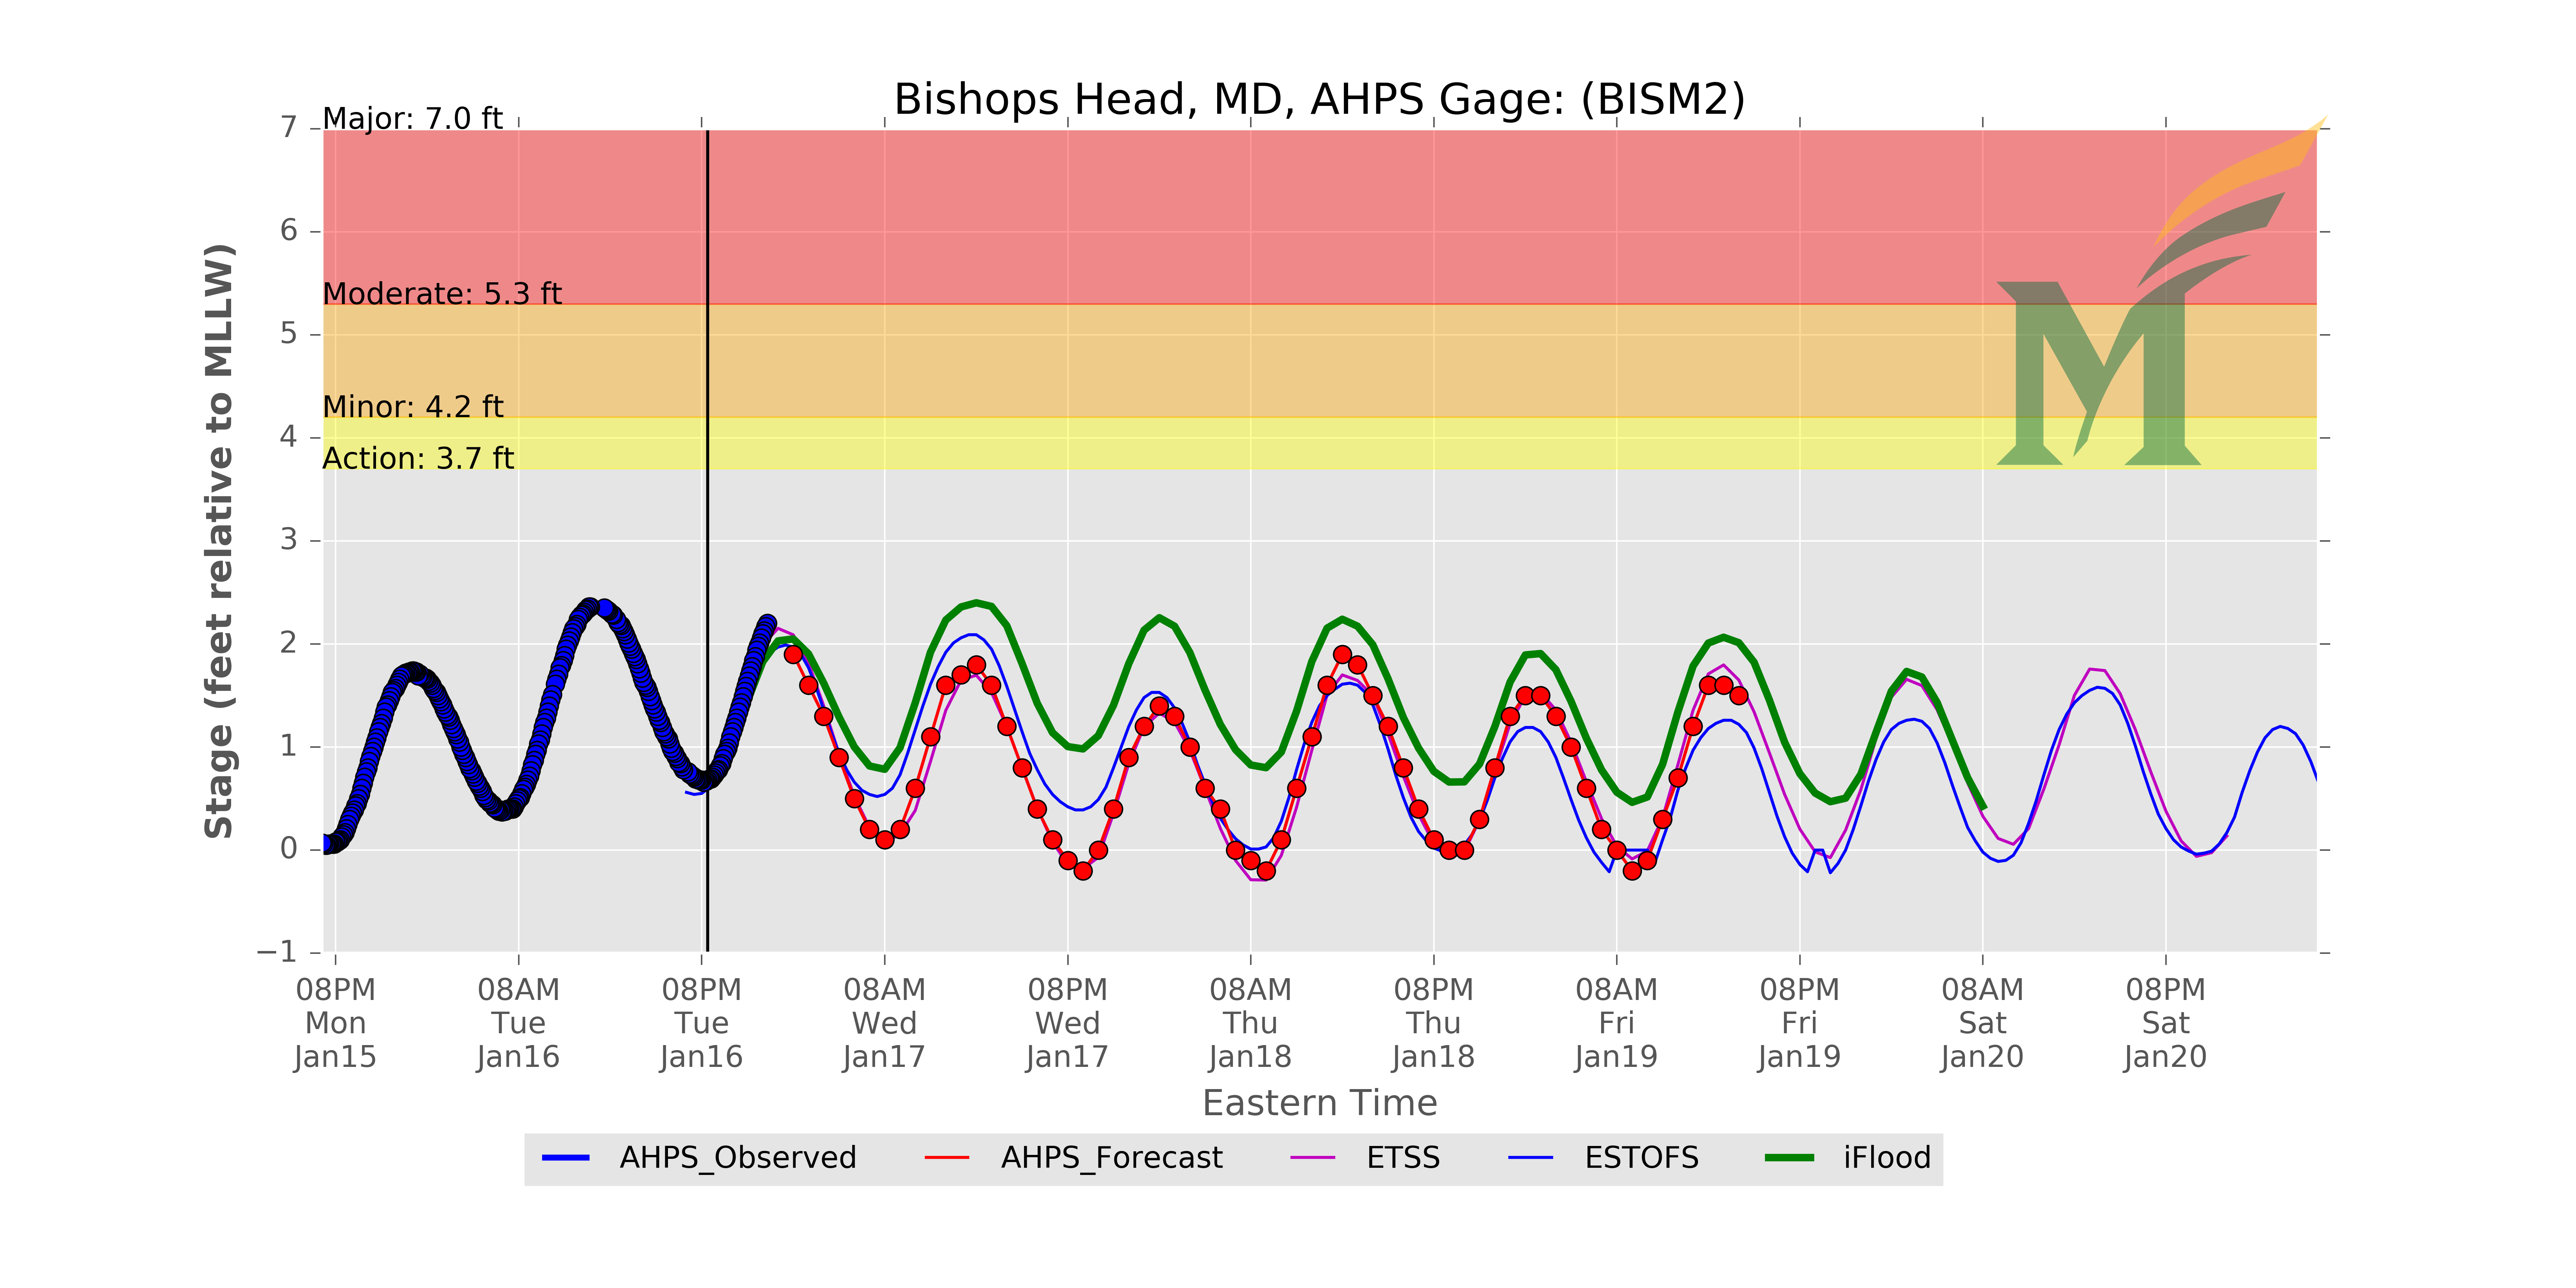 Bishops Head, MD, AHPS Gage: (BISM2)
Major: 7.0 ft
Moderate: 5.3 ft
Minor: 4.2 ft
Action: 3.7 ft
Stage (feet relative to MLLW)
7
6
5
4
3
2
1
0
−1
08PM Mon Jan15
08AM Tue Jan16
08PM Tue Jan16
08AM Wed Jan17
08PM Wed Jan17
08AM Thu Jan18
08PM Thu Jan18
08AM Fri Jan19
08PM Fri Jan19
08AM Sat Jan20
08PM Sat Jan20
Eastern Time
AHPS_Observed
AHPS_Forecast
ETSS
ESTOFS
iFlood
M